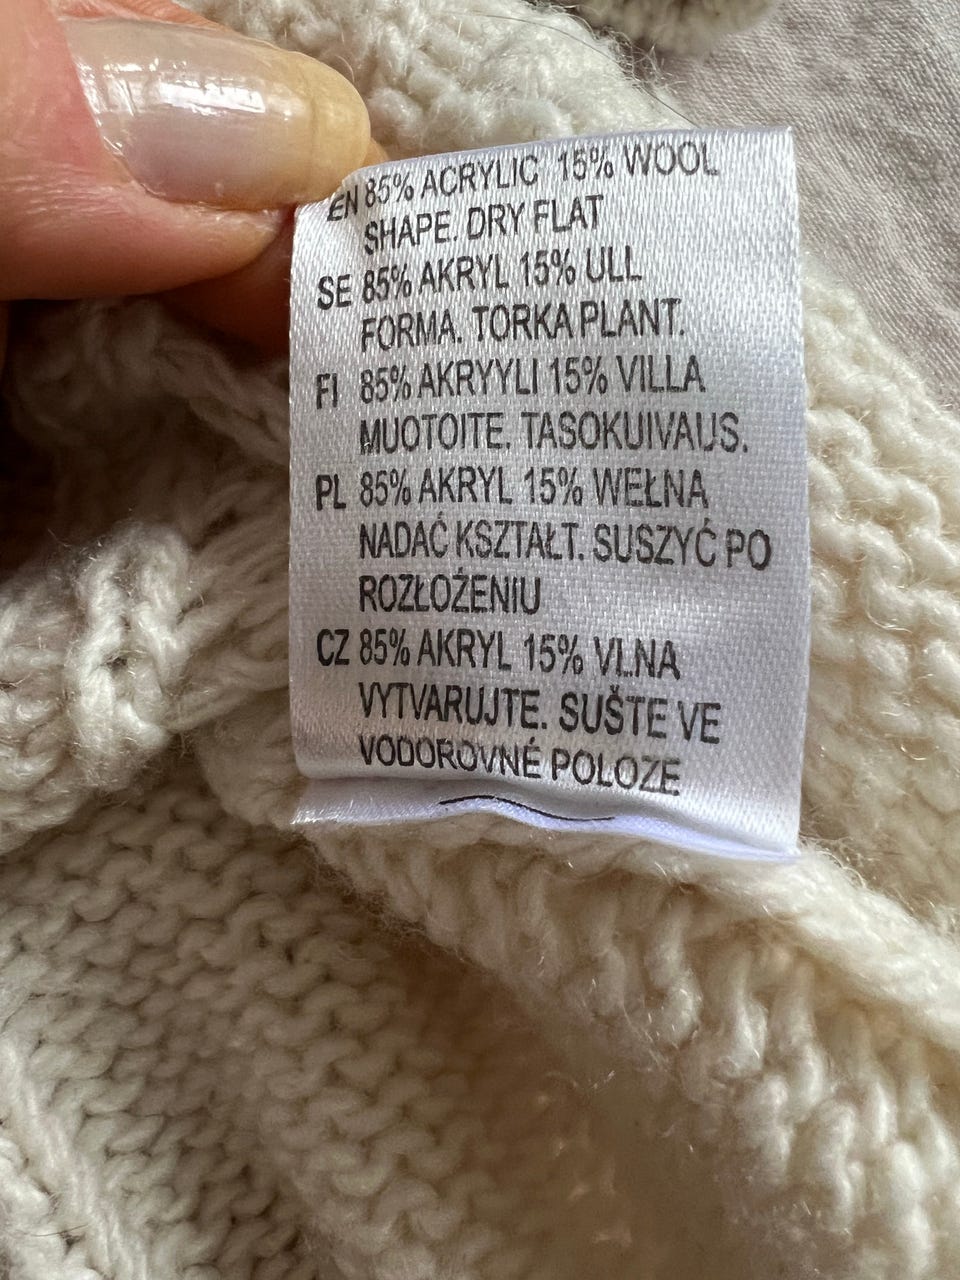 EN 85% ACRYLIC 15% WOOL
SHAPE. DRY FLAT
SE 85% AKRYL 15% ULL
FORMA. TORKA PLANT.
FI 85% AKRYYLI 15% VILLA
MUOTOITE. TASOKUIVAUS.
PL 85% AKRYL 15% WEŁNA
NADAĆ KSZTAŁT. SUSZYĆ PO
ROZŁOŻENIU
CZ 85% AKRYL 15% VLNA
VYTVARUJTE. SUŠTE VE
VODOROVNÉ POLOZE